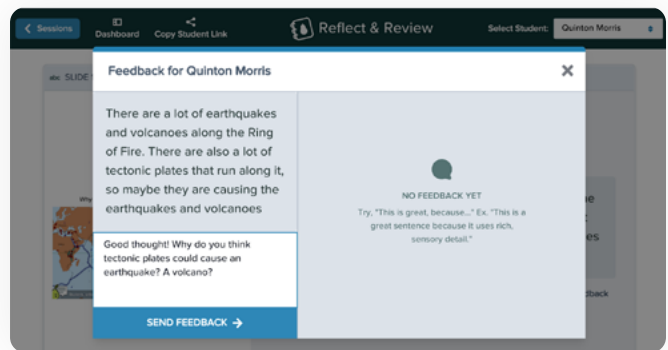 Sessions
Dashboard
Copy Student Link
Reflect & Review
Select Student:
Quinton Morris
abc SLIDE
Feedback for Quinton Morris
There are a lot of earthquakes
and volcanoes along the Ring
of Fire. There are also a lot of
tectonic plates that run along it,
so maybe they are causing the
earthquakes and volcanoes
Good thought! Why do you think
tectonic plates could cause an
earthquake? A volcano?
SEND FEEDBACK
NO FEEDBACK YET
Try, "This is great, because..." Ex. "This is a
great sentence because it uses rich,
sensory detail."